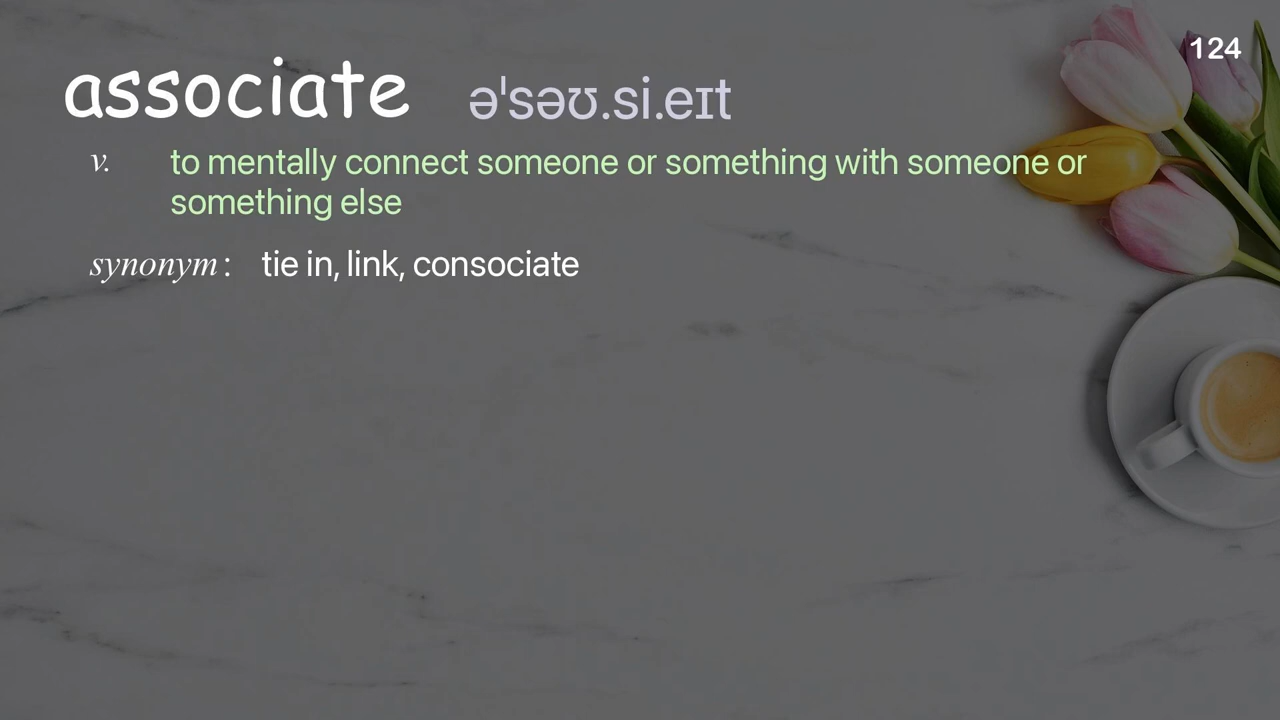 124
associate əˈsəʊ.si.eɪt
v. to mentally connect someone or something with someone or
something else
synonym : tie in, link, consociate